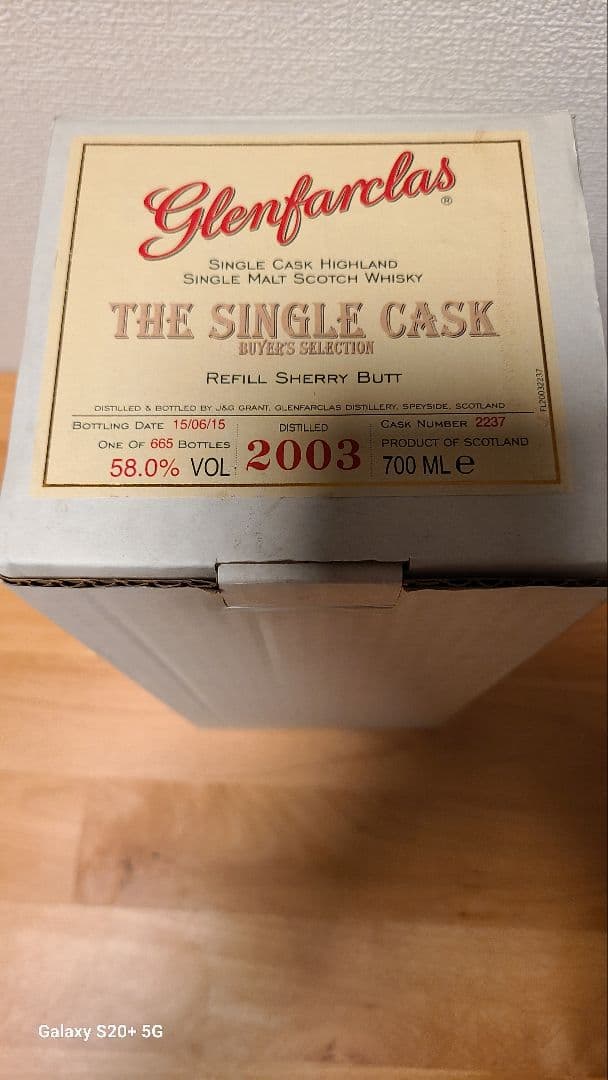 Glenfarclas®
SINGLE CASK HIGHLAND
SINGLE MALT SCOTCH WHISKY
THE SINGLE CASK
BUYER'S SELECTION
REFILL SHERRY BUTT
DISTILLED & BOTTLED BY J&G GRANT, GLENFARCLAS DISTILLERY, SPEYSIDE, SCOTLAND
BOTTLING DATE 15/06/15
ONE OF 665 BOTTLES
58.0% VOL
DISTILLED
2003
CASK NUMBER 2237
PRODUCT OF SCOTLAND
700 ML ℮
FL20032237
Galaxy S20+ 5G